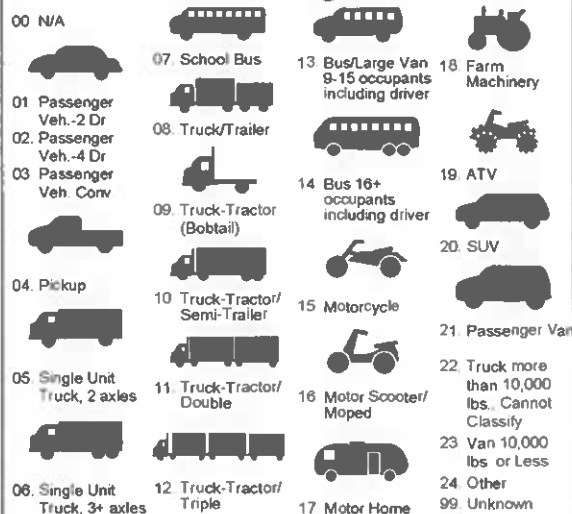 00 N/A
01 Passenger
Veh.-2 Dr
02. Passenger
Veh.-4 Dr
03 Passenger
Veh. Conv
04. Pickup
05. Single Unit
Truck, 2 axles
06. Single Unit
Truck, 3+ axles
07. School Bus
08. Truck/Trailer
09. Truck-Tractor
(Bobtail)
10 Truck-Tractor/
Semi-Trailer
11. Truck-Tractor/
Double
12. Truck-Tractor/
Triple
13. Bus/Large Van
9-15 occupants
including driver
14 Bus 16+
occupants
including driver
15 Motorcycle
16 Motor Scooter/
Moped
17 Motor Home
18. Farm
Machinery
19. ATV
20. SUV
21. Passenger Van
22. Truck more
than 10,000
lbs., Cannot
Classify
23 Van 10,000
lbs or Less
24 Other
99. Unknown